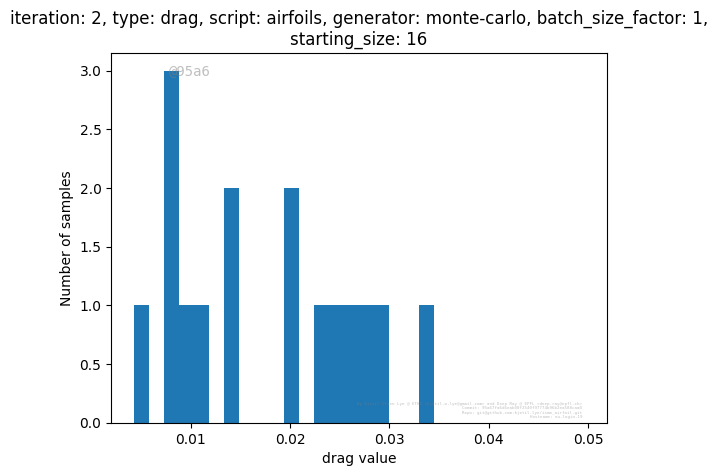 iteration: 2, type: drag, script: airfoils, generator: monte-carlo, batch_size_factor: 1,
starting_size: 16
@95a6
3.0
2.5
2.0
1.5
1.0
0.5
0.0
Number of samples
0.01
0.02
0.03
0.04
0.05
drag value